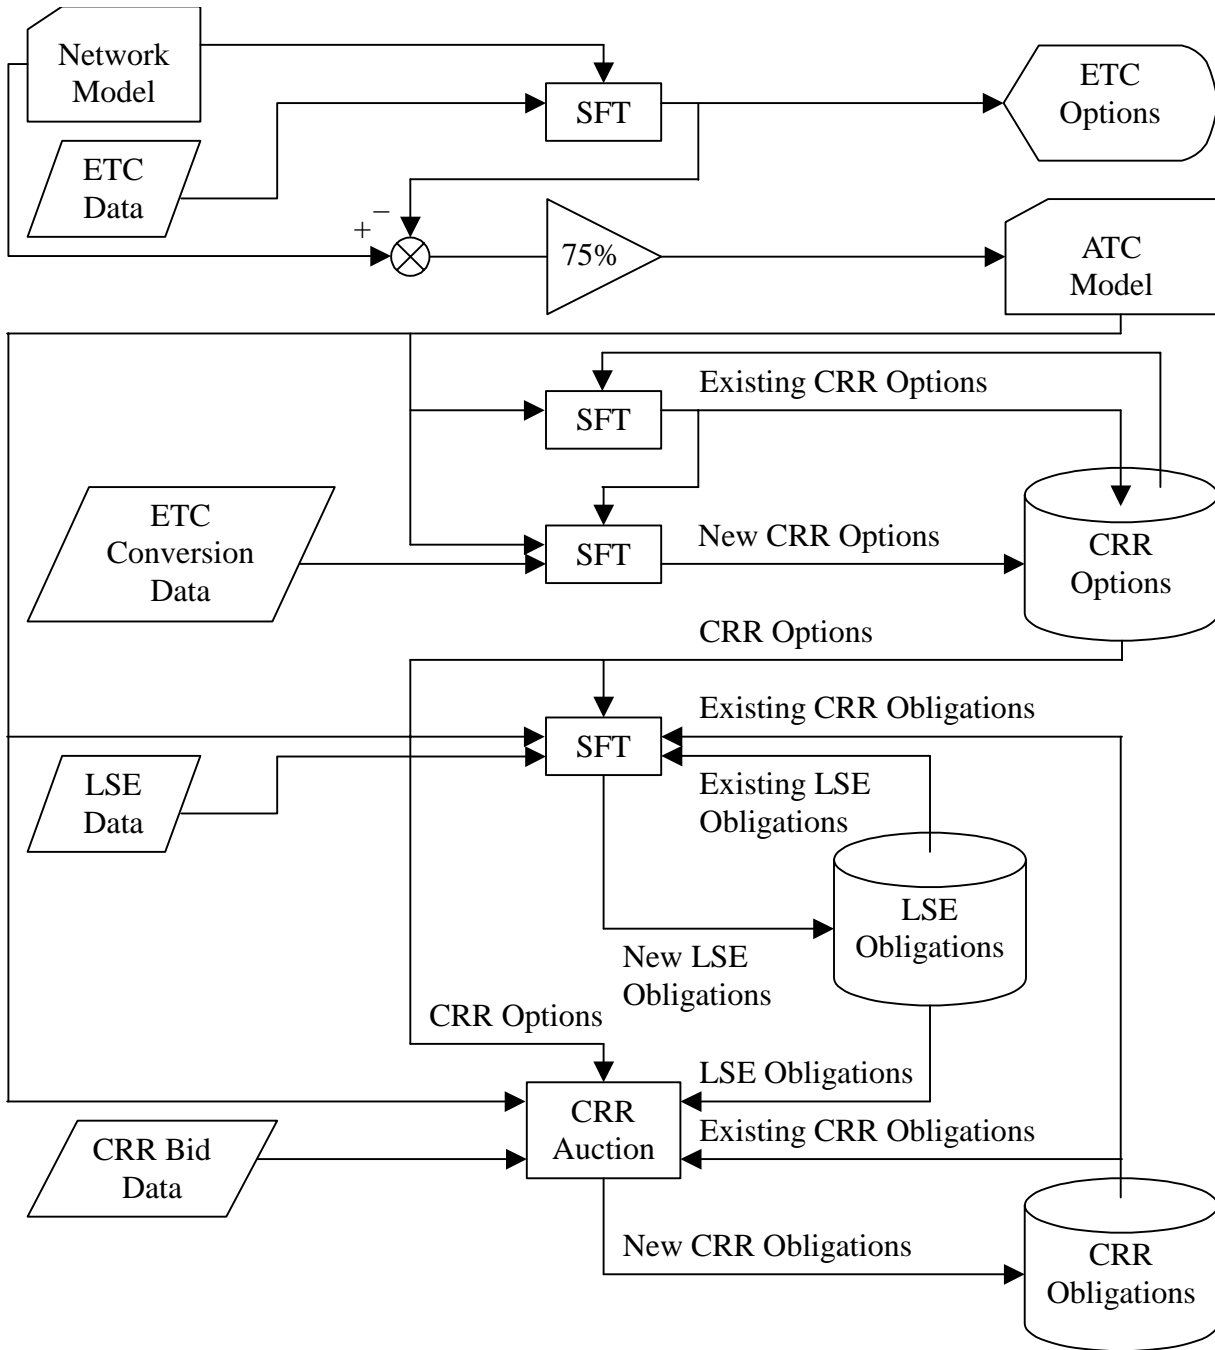 Network
Model
SFT
ETC
Options
ETC
Data
+
−
75%
ATC
Model
Existing CRR Options
SFT
ETC
Conversion
Data
New CRR Options
SFT
CRR
Options
CRR Options
Existing CRR Obligations
SFT
LSE
Data
Existing LSE
Obligations
LSE
Obligations
New LSE
Obligations
CRR Options
LSE Obligations
CRR
Auction
Existing CRR Obligations
CRR Bid
Data
New CRR Obligations
CRR
Obligations